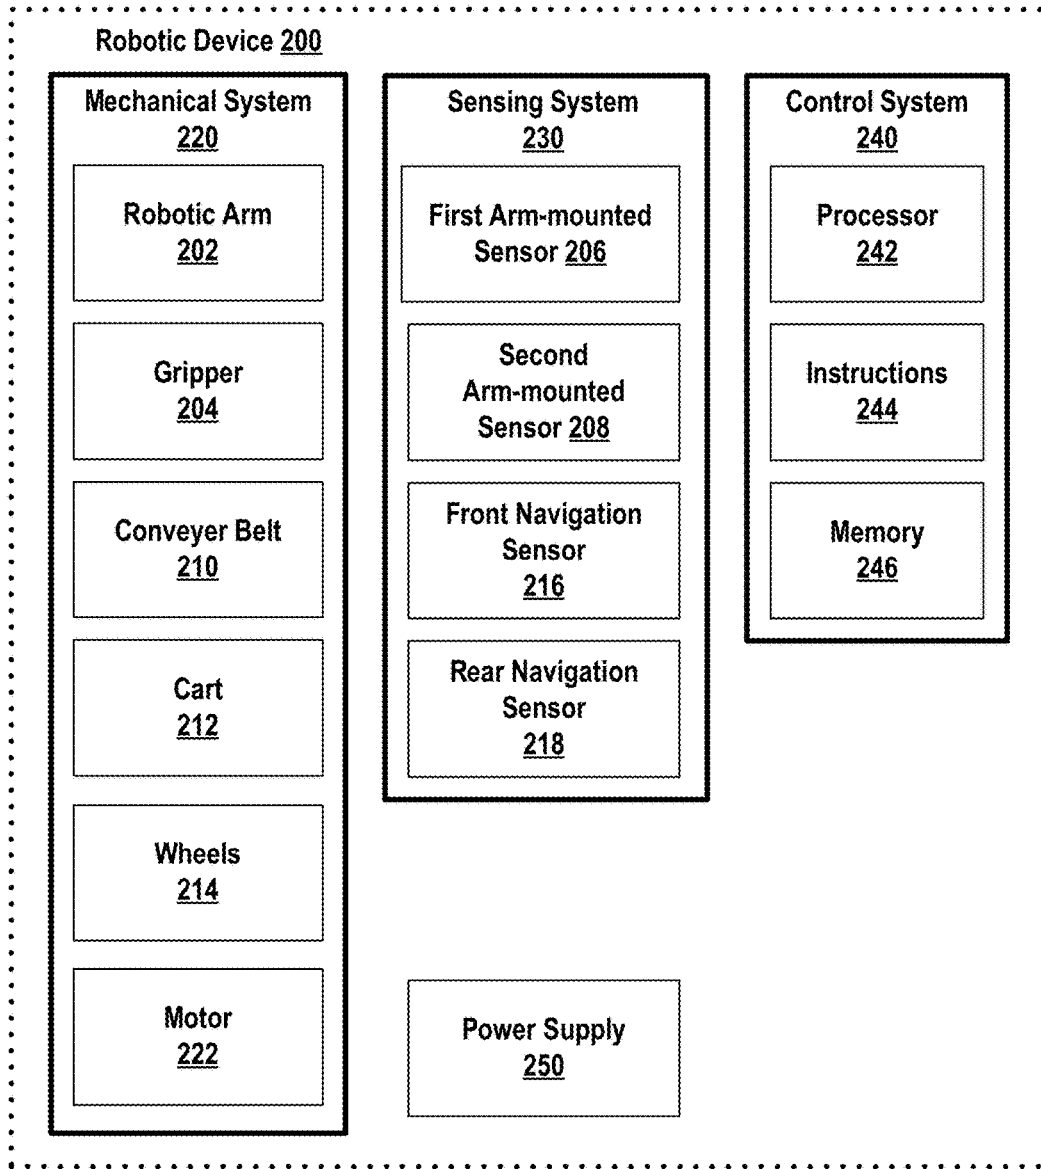 Robotic Device 200
Mechanical System
220
Robotic Arm
202
Gripper
204
Conveyer Belt
210
Cart
212
Wheels
214
Motor
222
Sensing System
230
First Arm-mounted
Sensor 206
Second
Arm-mounted
Sensor 208
Front Navigation
Sensor
216
Rear Navigation
Sensor
218
Power Supply
250
Control System
240
Processor
242
Instructions
244
Memory
246